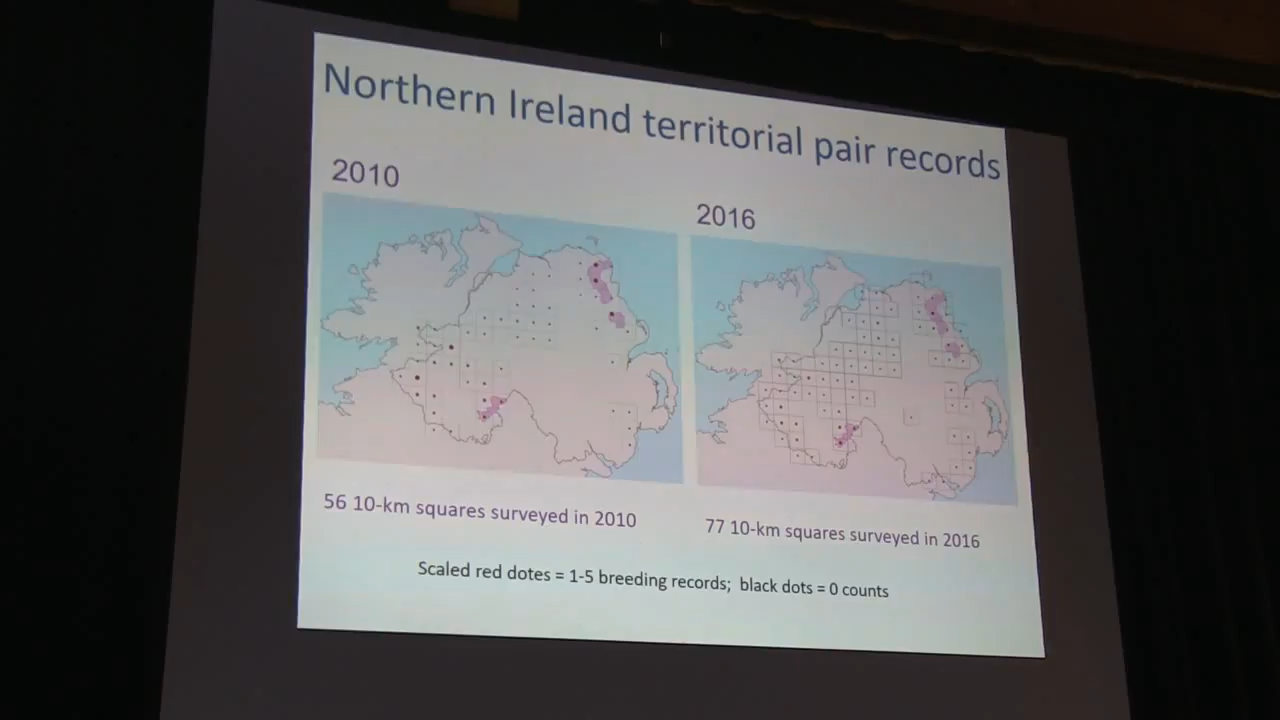 Northern Ireland territorial pair records
2010
2016
56 10-km squares surveyed in 2010
77 10-km squares surveyed in 2016
Scaled red dotes = 1-5 breeding records; black dots = 0 counts